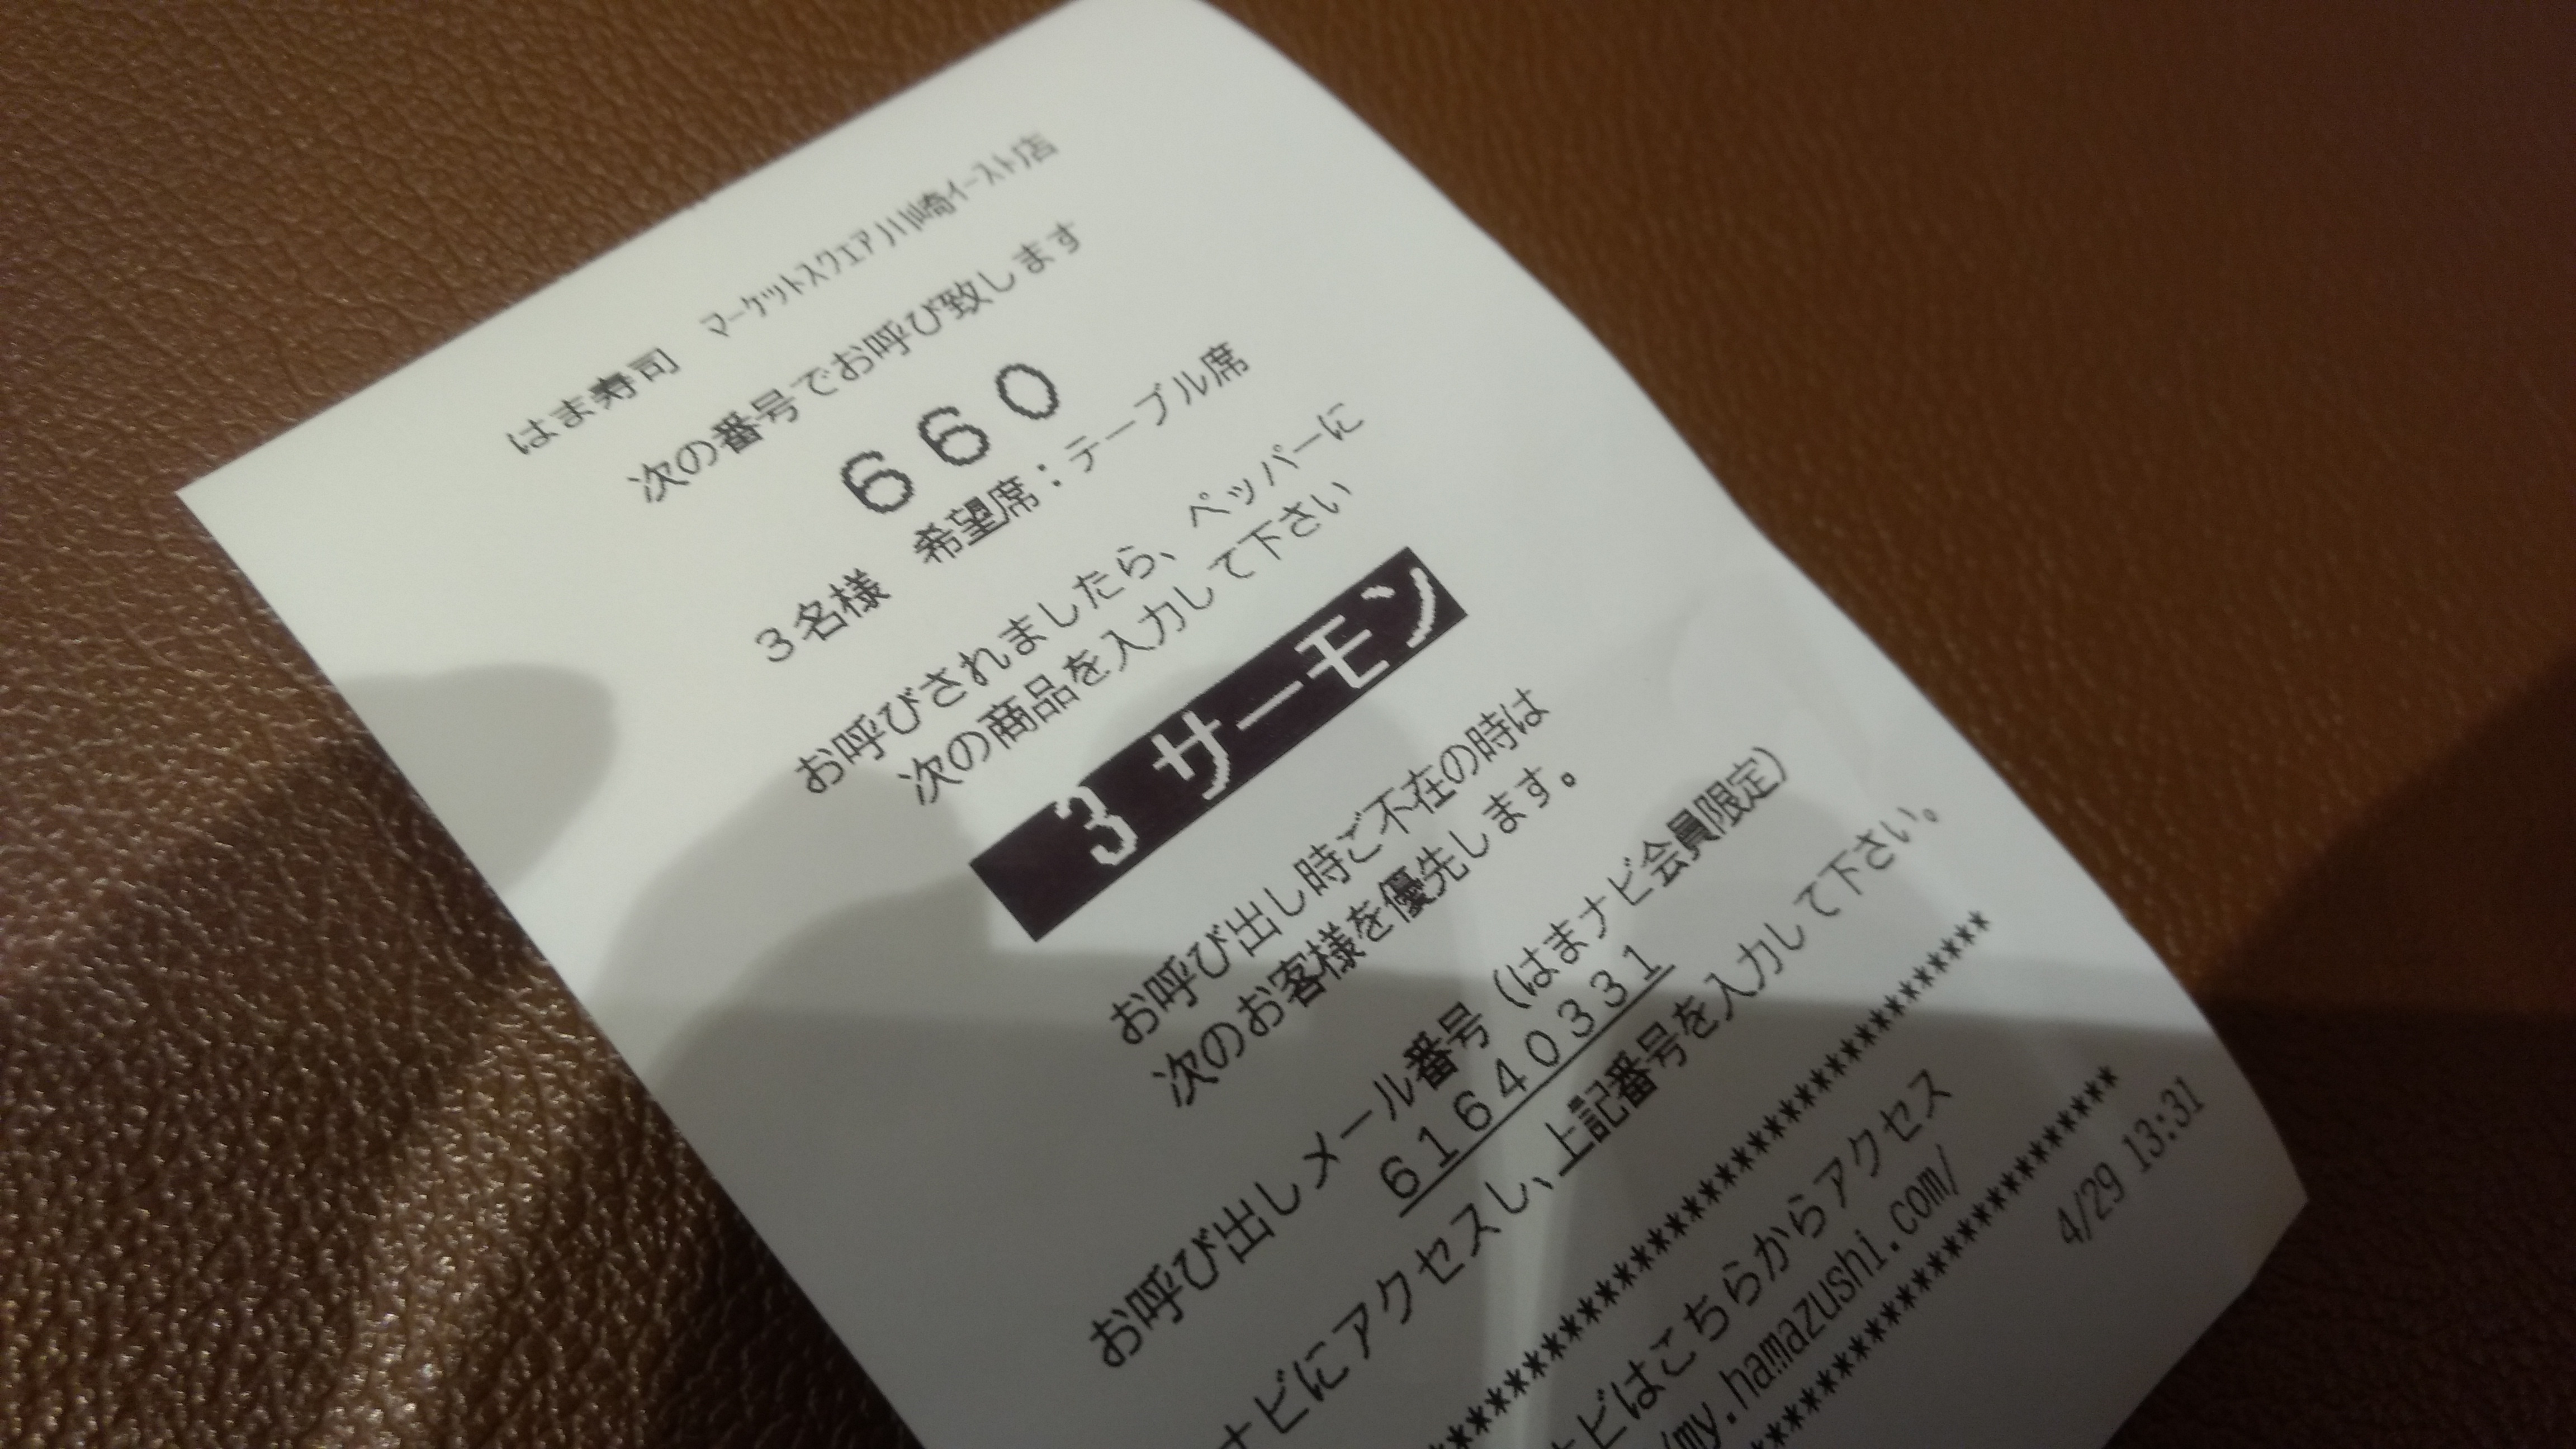 はま寿司　マーケットスクエア川崎イースト店
次の番号でお呼び致します
660
3名様　希望席：テーブル席
お呼びされましたら、ペッパーに
次の商品を入力して下さい
3 サーモン
お呼び出し時ご不在の時は
次のお客様を優先します。
お呼び出しメール番号（はまナビ会員限定）
61640331
ナビにアクセスし、上記番号を入力して下さい。
********************************
ナビはこちらからアクセス
/my.hamazushi.com/
********************************
4/29 13:31